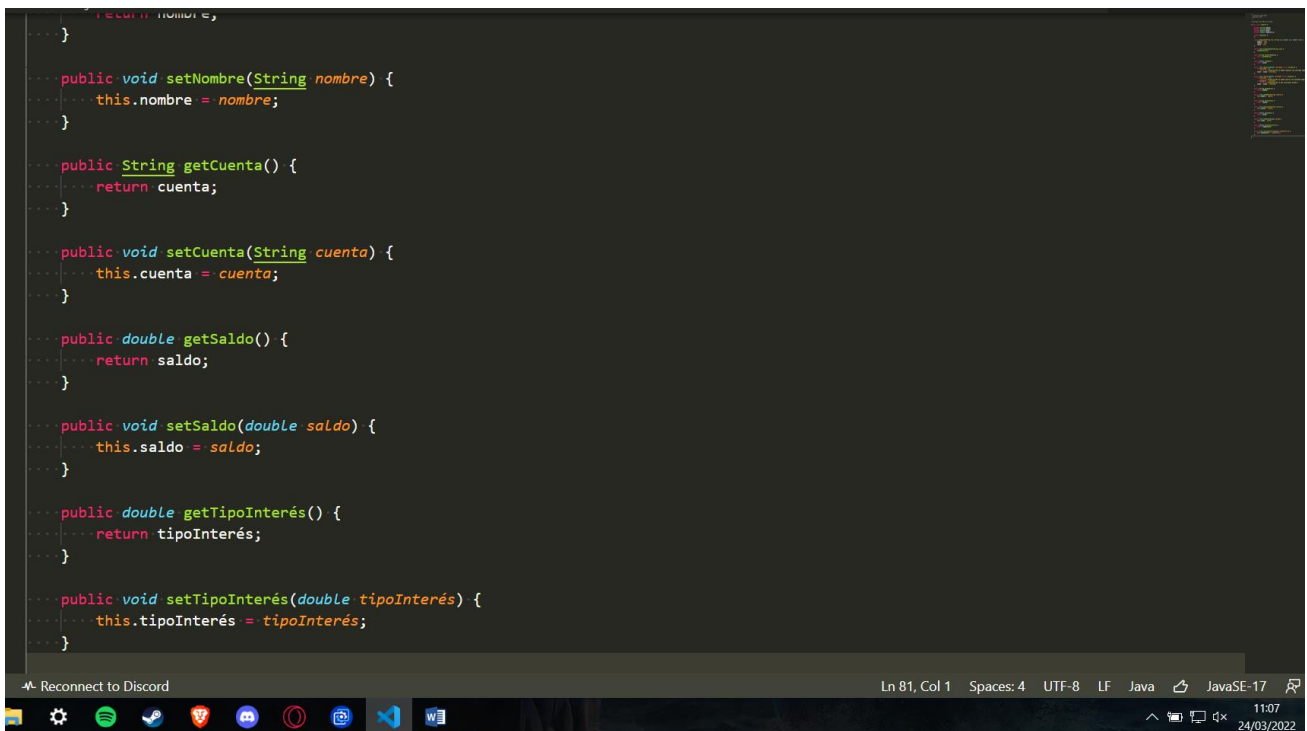 return nombre;
}
public void setNombre(String nombre) {
this.nombre = nombre;
}
public String getCuenta() {
return cuenta;
}
public void setCuenta(String cuenta) {
this.cuenta = cuenta;
}
public double getSaldo() {
return saldo;
}
public void setSaldo(double saldo) {
this.saldo = saldo;
}
public double getTipoInterés() {
return tipoInterés;
}
public void setTipoInterés(double tipoInterés) {
this.tipoInterés = tipoInterés;
}
Reconnect to Discord Ln 81, Col 1 Spaces: 4 UTF-8 LF Java JavaSE-17
11:07
24/03/2022